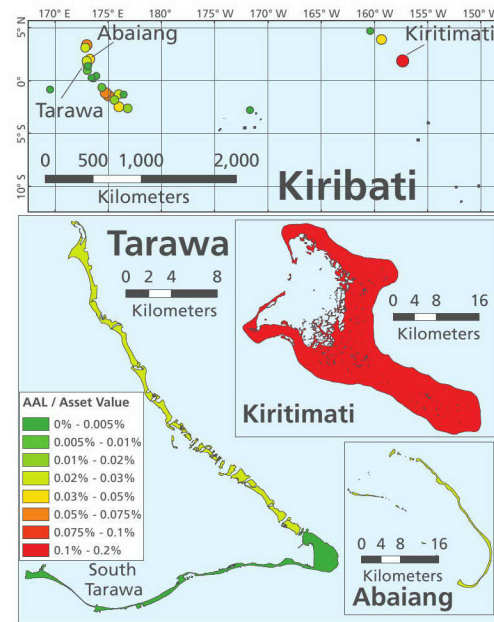 170°E
175°E
180°
175°W
170°W
165°W
160°W
155°W
150°W
5°N
0°
5°S
10°S
Abaiang
Tarawa
Kiritimati
0 500 1,000 2,000
Kilometers
Kiribati
Tarawa
0 2 4 8
Kilometers
0 4 8 16
Kilometers
Kiritimati
AAL / Asset Value
0% - 0.005%
0.005% - 0.01%
0.01% - 0.02%
0.02% - 0.03%
0.03% - 0.05%
0.05% - 0.075%
0.075% - 0.1%
0.1% - 0.2%
South
Tarawa
0 4 8 16
Kilometers
Abaiang